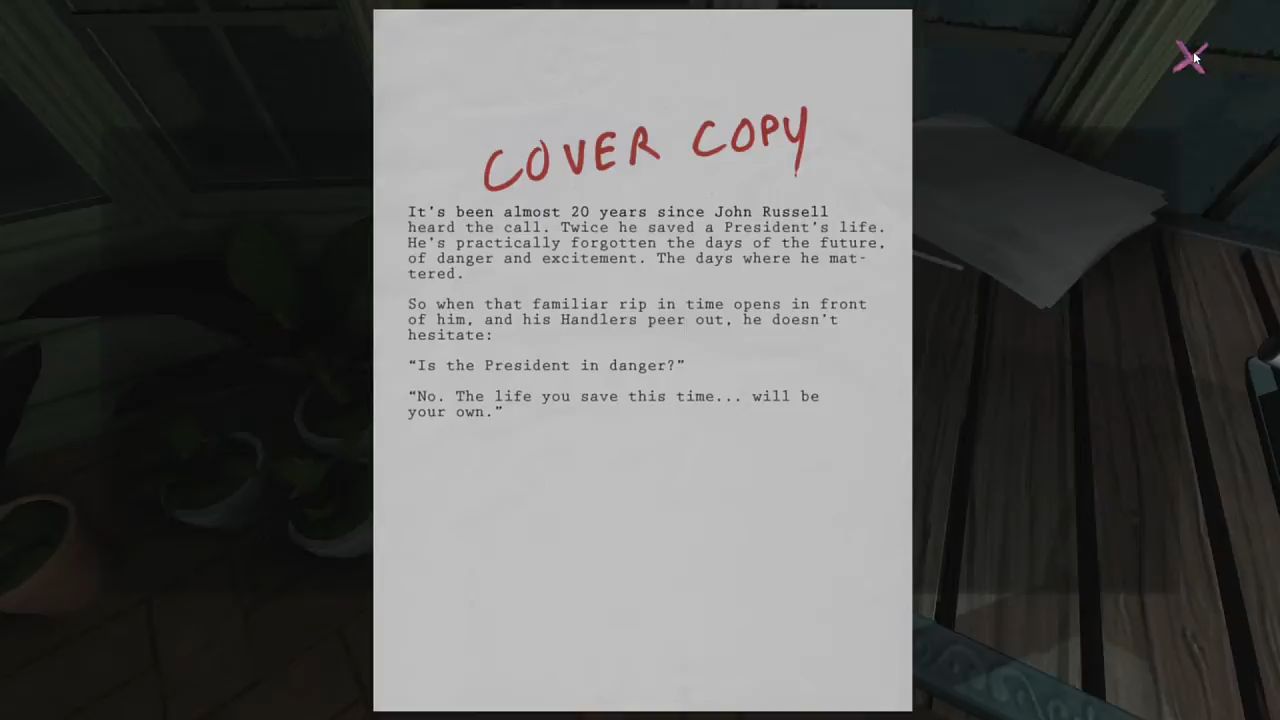 COVER COPY
It's been almost 20 years since John Russell
heard the call. Twice he saved a President's life.
He's practically forgotten the days of the future,
of danger and excitement. The days where he mat-
tered.
So when that familiar rip in time opens in front
of him, and his Handlers peer out, he doesn't
hesitate:
“Is the President in danger?”
“No. The life you save this time... will be
your own.”